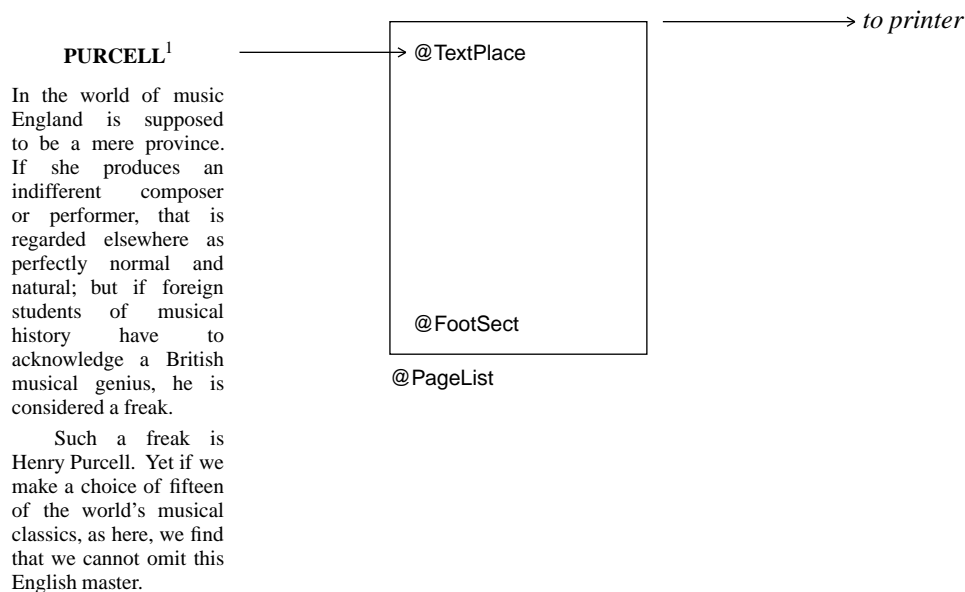 PURCELL1
In the world of music
England is supposed
to be a mere province.
If she produces an
indifferent composer
or performer, that is
regarded elsewhere as
perfectly normal and
natural; but if foreign
students of musical
history have to
acknowledge a British
musical genius, he is
considered a freak.
Such a freak is
Henry Purcell. Yet if we
make a choice of fifteen
of the world's musical
classics, as here, we find
that we cannot omit this
English master.
@TextPlace
@FootSect
@PageList
to printer